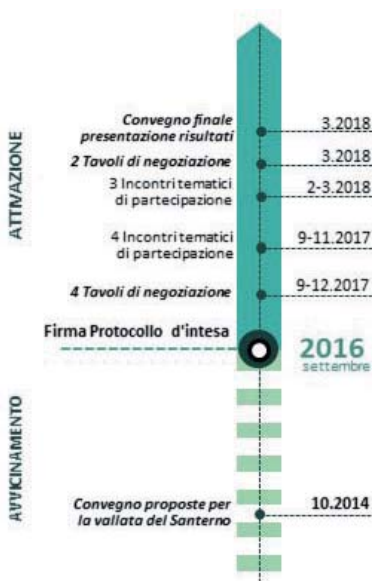 ATTIVAZIONE
Convegno finale
presentazione risultati
3.2018
2 Tavoli di negoziazione
3.2018
3 Incontri tematici
di partecipazione
2-3.2018
4 Incontri tematici
di partecipazione
9-11.2017
4 Tavoli di negoziazione
9-12.2017
Firma Protocollo d'intesa
2016
settembre
AVVICINAMENTO
Convegno proposte per
la vallata del Santerno
10.2014